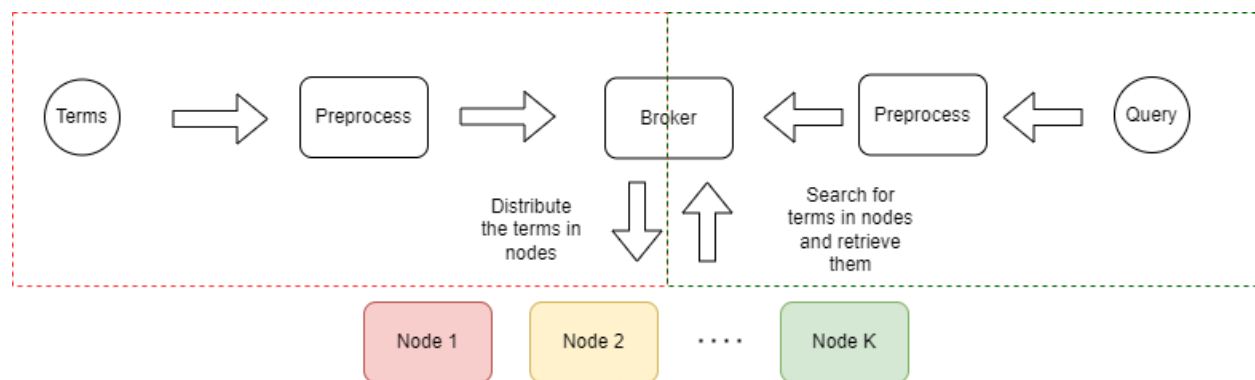 Terms
Preprocess
Broker
Preprocess
Query
Distribute
the terms in
nodes
Search for
terms in nodes
and retrieve
them
Node 1
Node 2
....
Node K